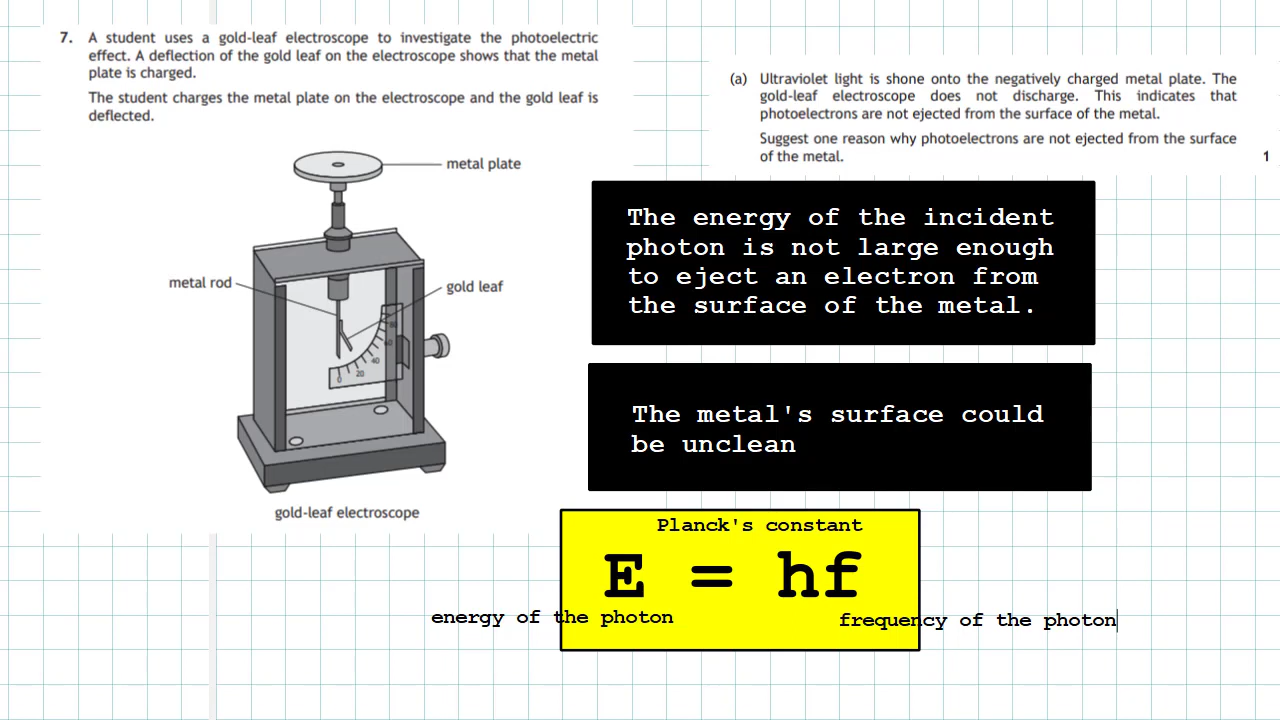 7. A student uses a gold-leaf electroscope to investigate the photoelectric
effect. A deflection of the gold leaf on the electroscope shows that the metal
plate is charged.
The student charges the metal plate on the electroscope and the gold leaf is
deflected.
metal plate
metal rod
gold leaf
80
60
40
20
0
gold-leaf electroscope
(a) Ultraviolet light is shone onto the negatively charged metal plate. The
gold-leaf electroscope does not discharge. This indicates that
photoelectrons are not ejected from the surface of the metal.
Suggest one reason why photoelectrons are not ejected from the surface
of the metal. 1
The energy of the incident
photon is not large enough
to eject an electron from
the surface of the metal.
The metal's surface could
be unclean
Planck's constant
E = hf
energy of the photon
frequency of the photon